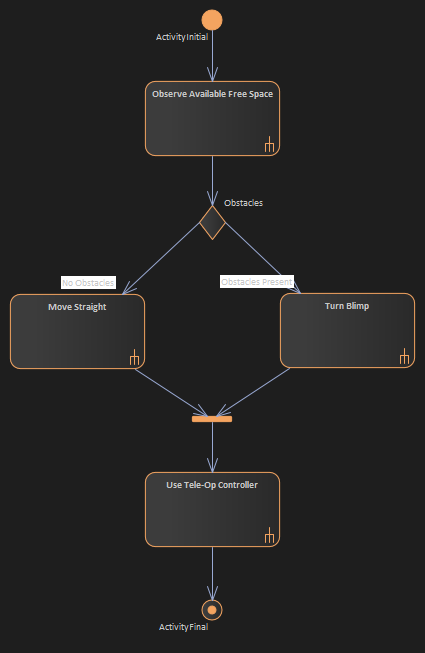 ActivityInitial
Observe Available Free Space
Obstacles
No Obstacles
Obstacles Present
Move Straight
Turn Blimp
Use Tele-Op Controller
ActivityFinal